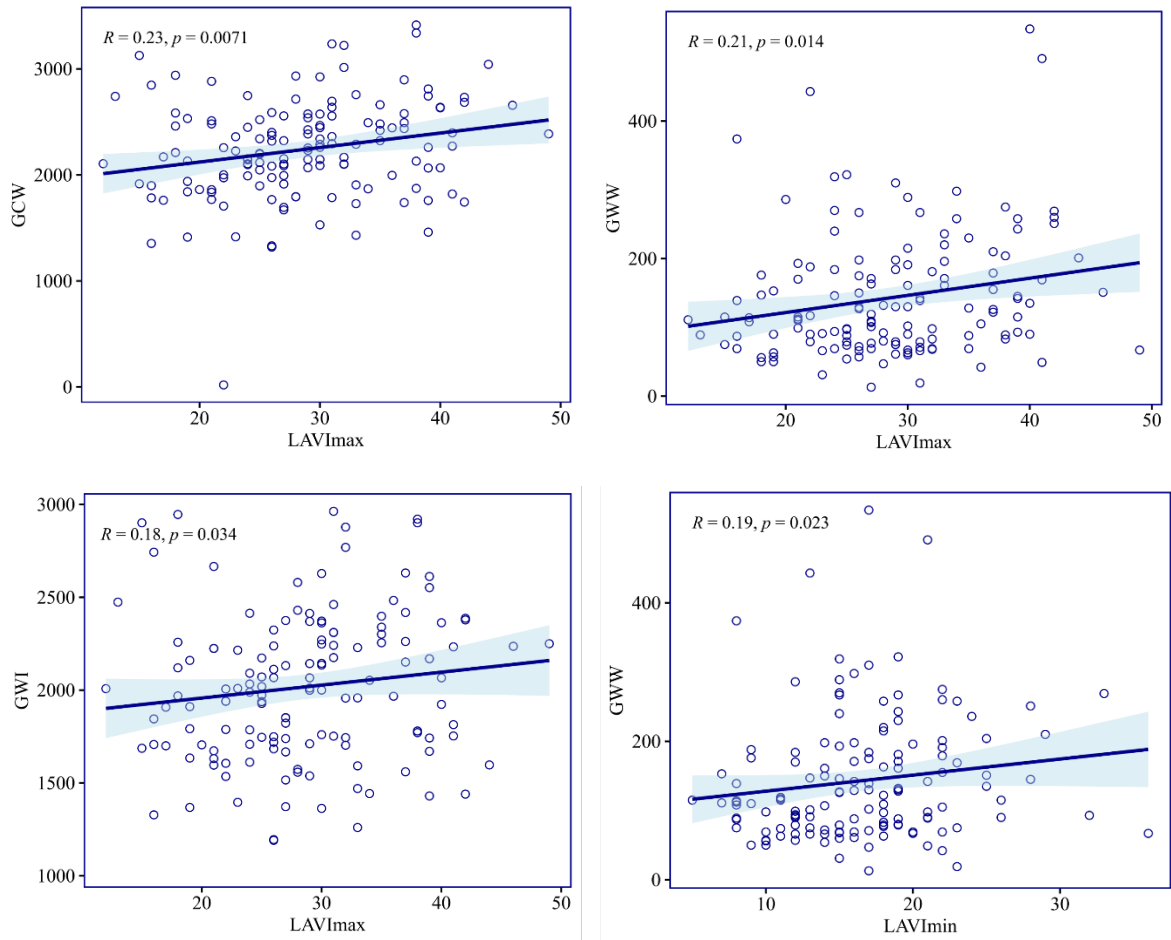 R = 0.23, p = 0.0071
3000
2000
1000
0
GCW
20
30
40
50
LAVImax
R = 0.21, p = 0.014
400
200
0
GWW
20
30
40
50
LAVImax
R = 0.18, p = 0.034
3000
2500
2000
1500
1000
GWI
20
30
40
50
LAVImax
R = 0.19, p = 0.023
400
200
0
GWW
10
20
30
LAVImin